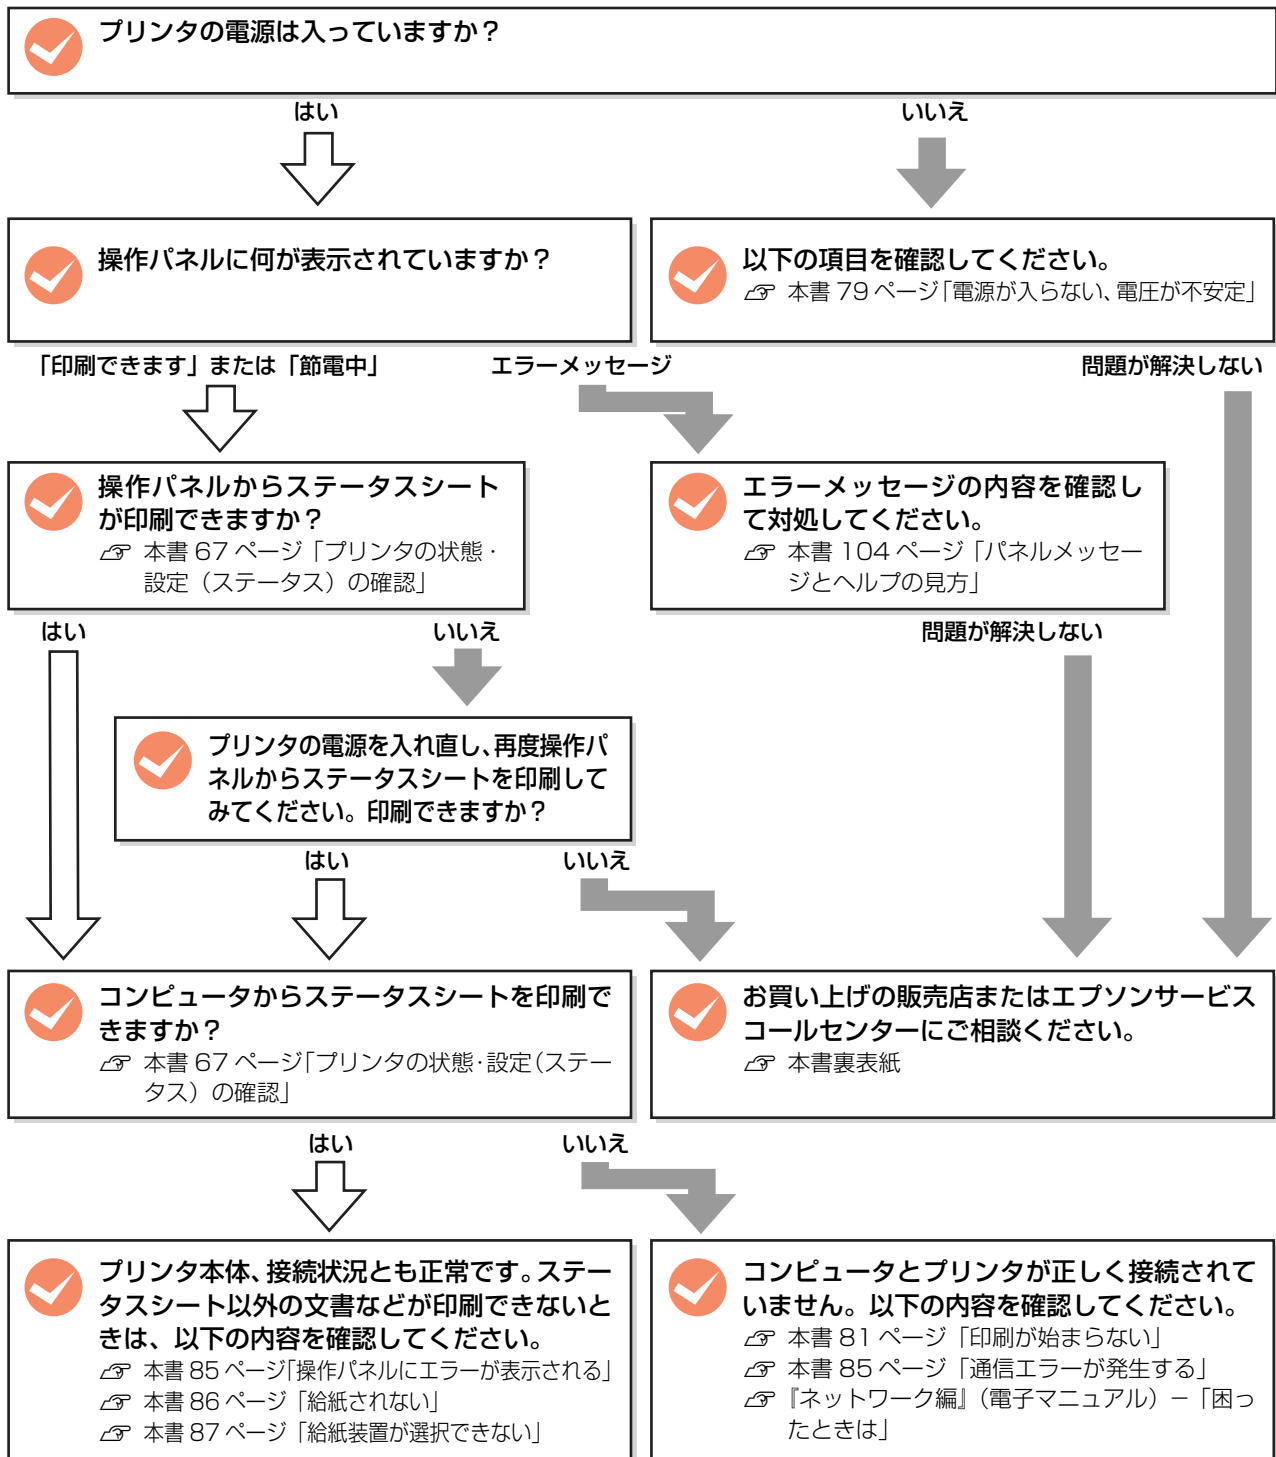 プリンタの電源は入っていますか？
はい
いいえ
操作パネルに何が表示されていますか？
以下の項目を確認してください。
本書 79 ページ「電源が入らない、電圧が不安定」
「印刷できます」または「節電中」
エラーメッセージ
問題が解決しない
操作パネルからステータスシート
が印刷できますか？
本書 67 ページ「プリンタの状態・
設定（ステータス）の確認」
エラーメッセージの内容を確認し
て対処してください。
本書 104 ページ「パネルメッセー
ジとヘルプの見方」
はい
いいえ
問題が解決しない
プリンタの電源を入れ直し、再度操作パ
ネルからステータスシートを印刷して
みてください。印刷できますか？
はい
いいえ
コンピュータからステータスシートを印刷で
きますか？
本書 67 ページ「プリンタの状態・設定（ステー
タス）の確認」
お買い上げの販売店またはエプソンサービス
コールセンターにご相談ください。
本書裏表紙
はい
いいえ
プリンタ本体、接続状況とも正常です。ステー
タスシート以外の文書などが印刷できないと
きは、以下の内容を確認してください。
本書 85 ページ「操作パネルにエラーが表示される」
本書 86 ページ「給紙されない」
本書 87 ページ「給紙装置が選択できない」
コンピュータとプリンタが正しく接続されて
いません。以下の内容を確認してください。
本書 81 ページ「印刷が始まらない」
本書 85 ページ「通信エラーが発生する」
『ネットワーク編』（電子マニュアル）－「困っ
たときは」